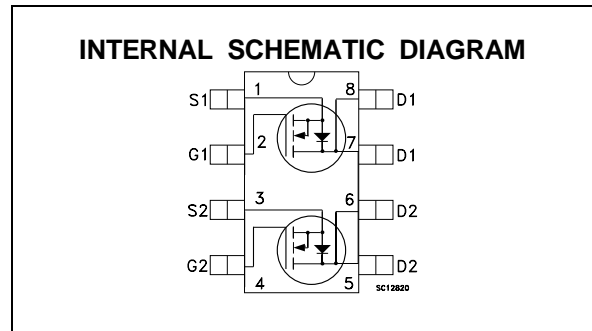 INTERNAL SCHEMATIC DIAGRAM
S1 1 8 D1
G1 2 7 D1
S2 3 6 D2
G2 4 5 D2
SC12820